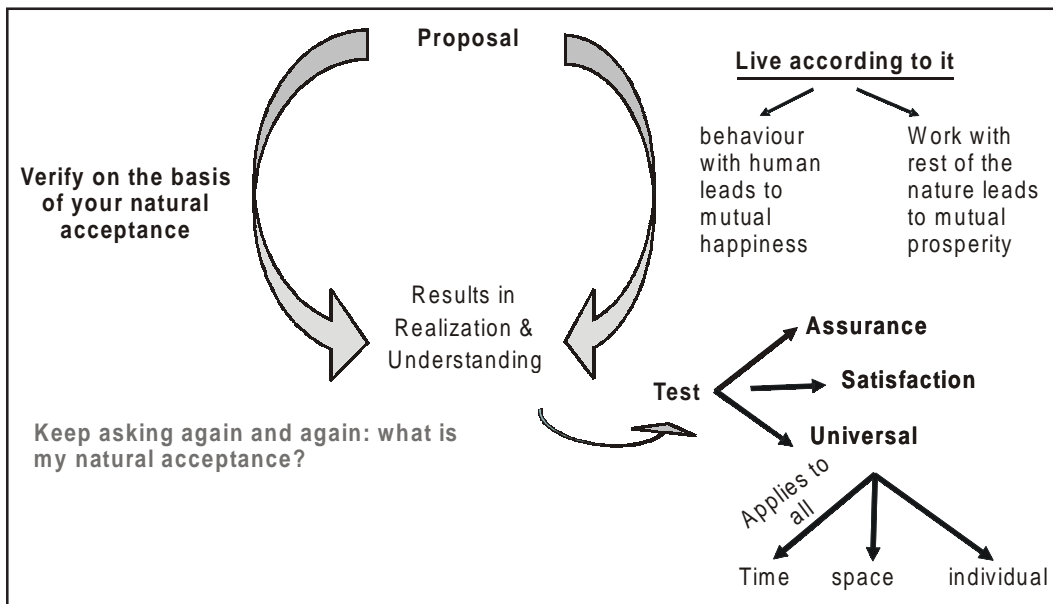 Proposal
Verify on the basis
of your natural
acceptance
Live according to it
behaviour
with human
leads to
mutual
happiness
Work with
rest of the
nature leads
to mutual
prosperity
Results in
Realization &
Understanding
Test
Assurance
Satisfaction
Universal
Applies to
all
Time
space
individual
Keep asking again and again: what is
my natural acceptance?